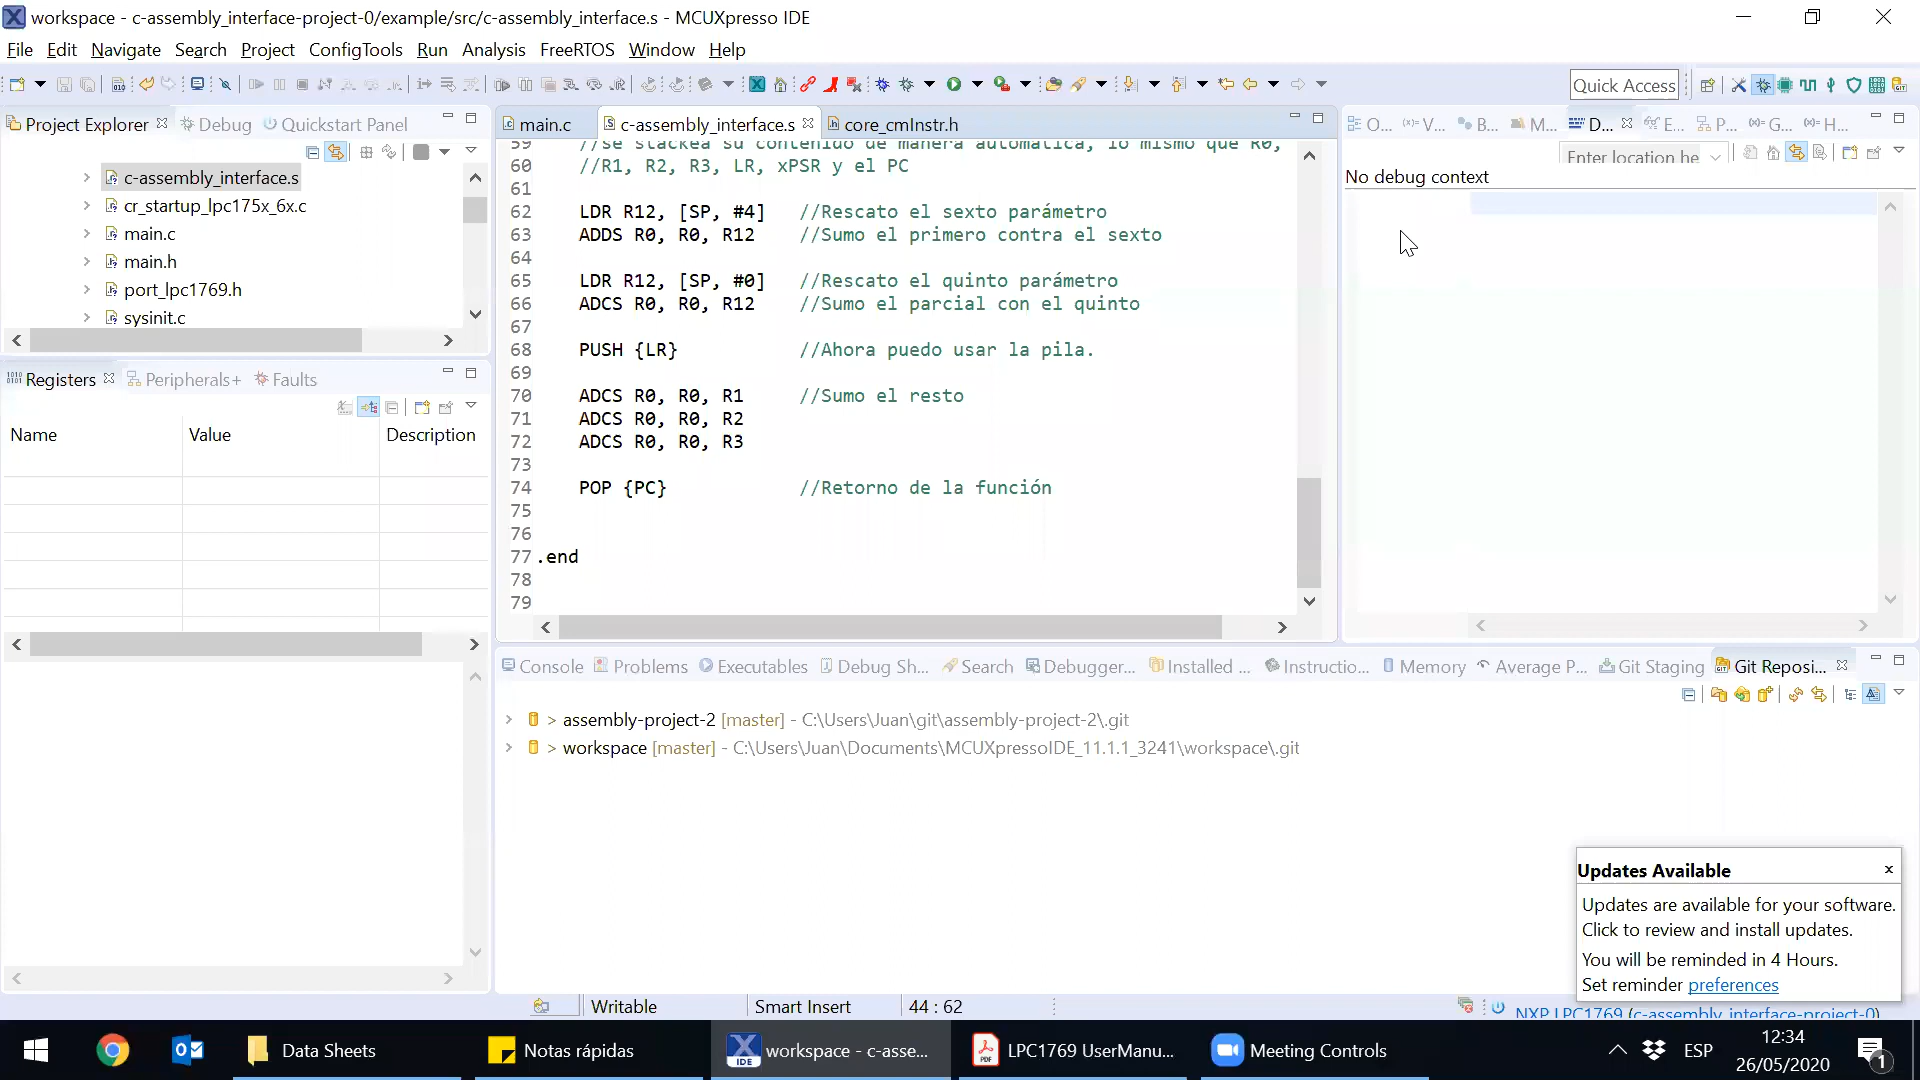 workspace - c-assembly_interface-project-0/example/src/c-assembly_interface.s - MCUXpresso IDE
File Edit Navigate Search Project ConfigTools Run Analysis FreeRTOS Window Help
Quick Access
Project Explorer Debug Quickstart Panel
c-assembly_interface.s
cr_startup_lpc175x_6x.c
main.c
main.h
port_lpc1769.h
sysinit.c
Registers Peripherals+ Faults
Name Value Description
main.c c-assembly_interface.s core_cmInstr.h
59 //se stackea su contenido de manera automática, lo mismo que R0,
60 //R1, R2, R3, LR, xPSR y el PC
61
62 LDR R12, [SP, #4] //Rescato el sexto parámetro
63 ADDS R0, R0, R12 //Sumo el primero contra el sexto
64
65 LDR R12, [SP, #0] //Rescato el quinto parámetro
66 ADCS R0, R0, R12 //Sumo el parcial con el quinto
67
68 PUSH {LR} //Ahora puedo usar la pila.
69
70 ADCS R0, R0, R1 //Sumo el resto
71 ADCS R0, R0, R2
72 ADCS R0, R0, R3
73
74 POP {PC} //Retorno de la función
75
76
77 .end
78
79
O... (x)= V... B... M... D... E... P... (x)= G... (x)= H...
Enter location he
No debug context
Console Problems Executables Debug Sh... Search Debugger... Installed ... Instructio... Memory Average P... Git Staging Git Reposi...
> assembly-project-2 [master] - C:\Users\Juan\git\assembly-project-2\.git
> workspace [master] - C:\Users\Juan\Documents\MCUXpressoIDE_11.1.1_3241\workspace\.git
Updates Available x
Updates are available for your software.
Click to review and install updates.
You will be reminded in 4 Hours.
Set reminder preferences
Writable Smart Insert 44 : 62
NXP LPC1769 (c-assembly_interface-project-0)
Data Sheets
Notas rápidas
IDE
workspace - c-asse...
PDF
LPC1769 UserManu...
Meeting Controls
ESP
12:34
26/05/2020
1